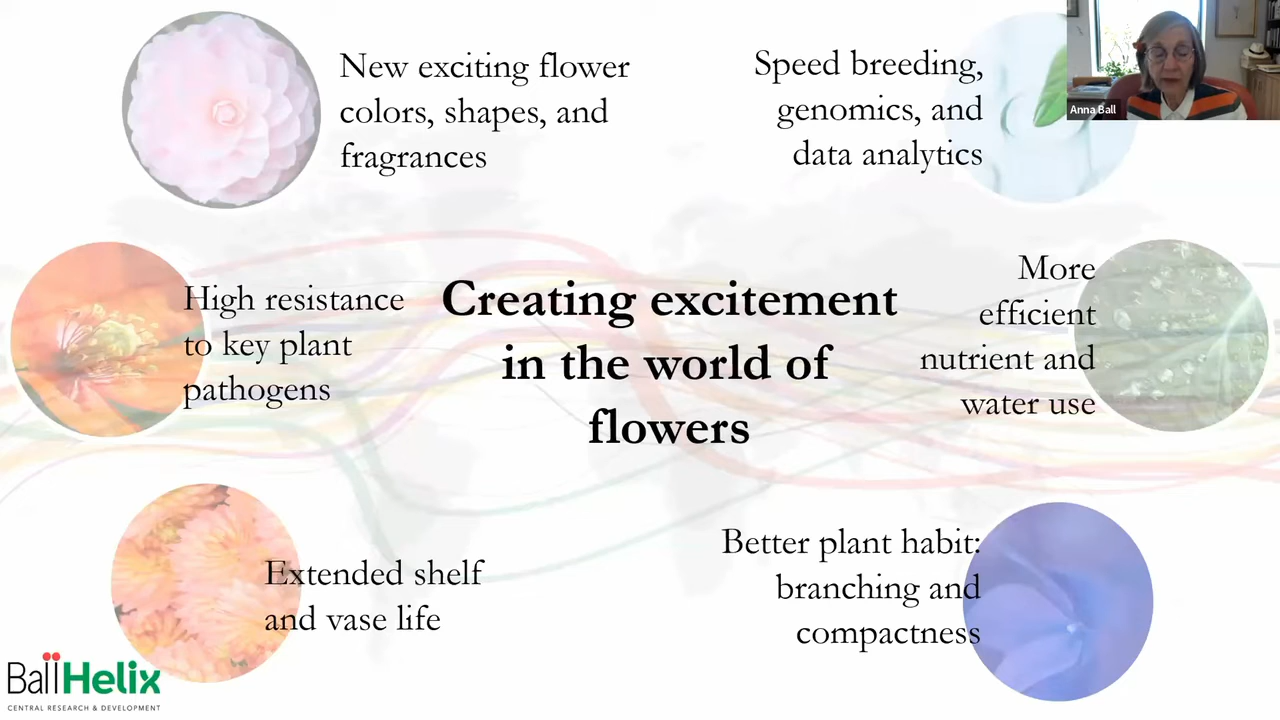 New exciting flower
colors, shapes, and
fragrances
Speed breeding,
genomics, and
data analytics
Anna Ball
High resistance
to key plant
pathogens
Creating excitement
in the world of
flowers
More
efficient
nutrient and
water use
Extended shelf
and vase life
Better plant habit:
branching and
compactness
Ball Helix
CENTRAL RESEARCH & DEVELOPMENT